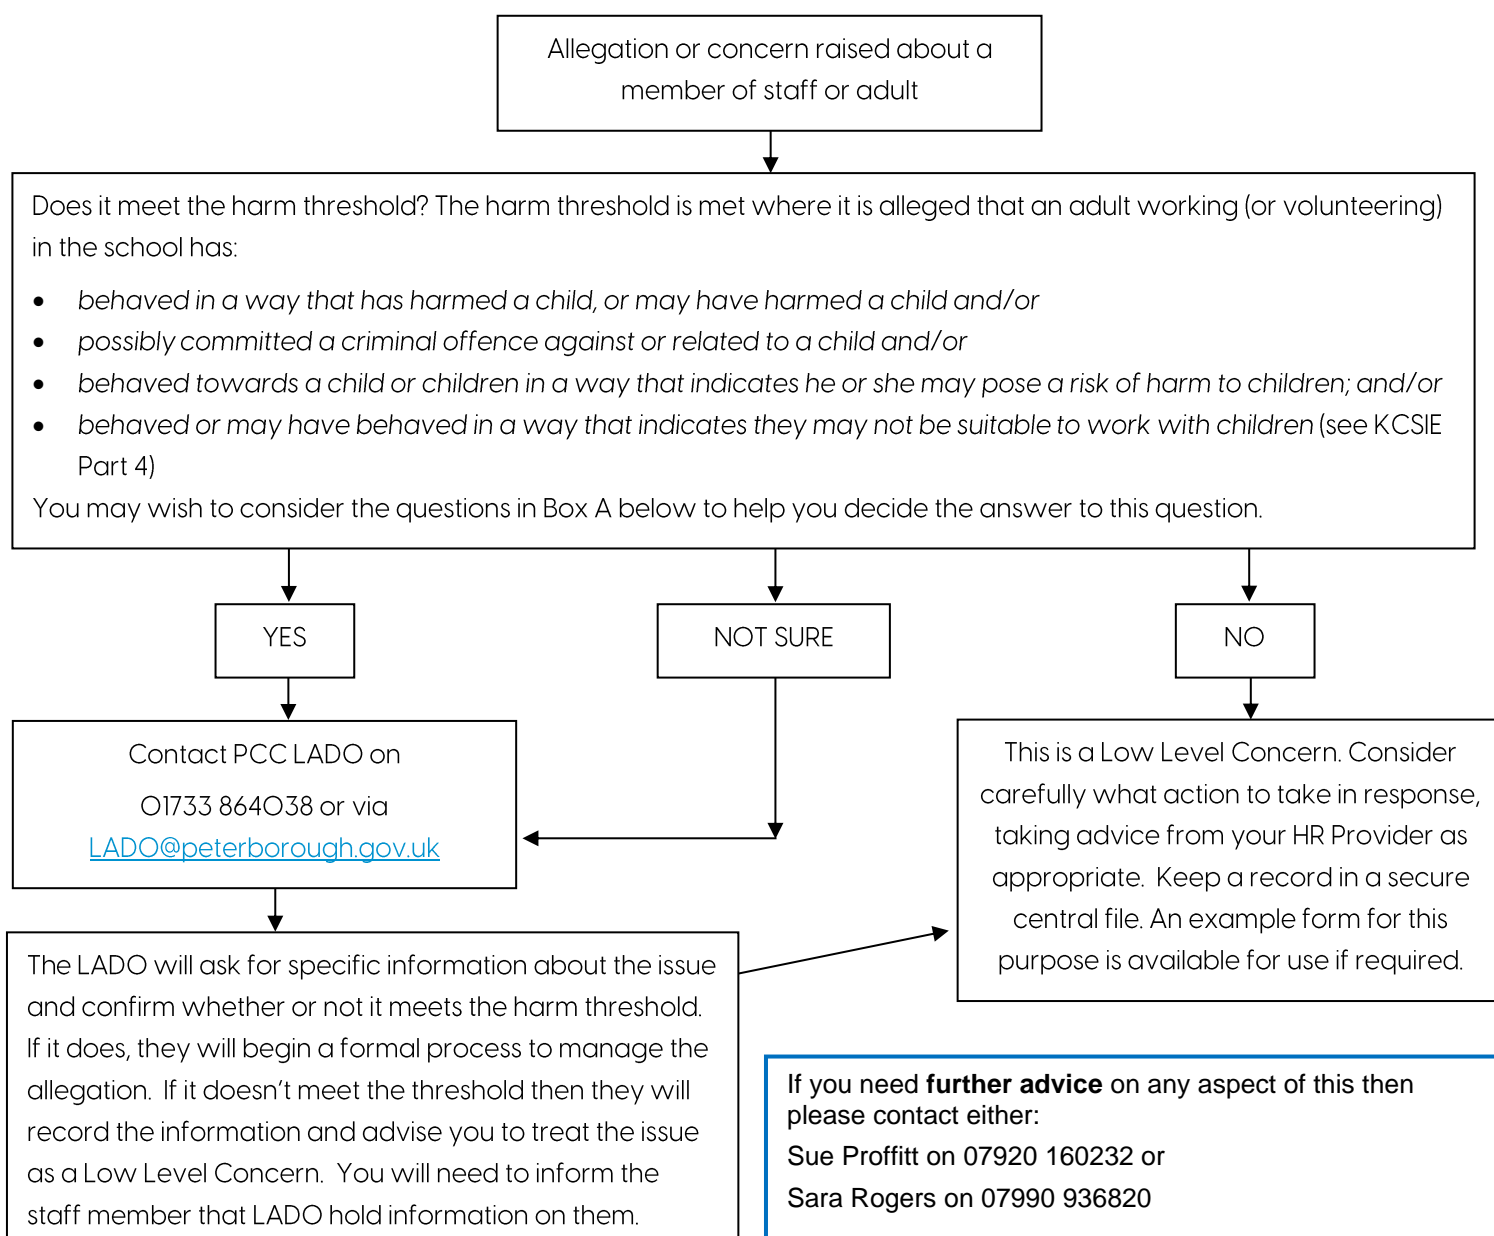 Allegation or concern raised about a
member of staff or adult
Does it meet the harm threshold? The harm threshold is met where it is alleged that an adult working (or volunteering)
in the school has:
• behaved in a way that has harmed a child, or may have harmed a child and/or
• possibly committed a criminal offence against or related to a child and/or
• behaved towards a child or children in a way that indicates he or she may pose a risk of harm to children; and/or
• behaved or may have behaved in a way that indicates they may not be suitable to work with children (see KCSIE
Part 4)
You may wish to consider the questions in Box A below to help you decide the answer to this question.
YES
NOT SURE
NO
Contact PCC LADO on
01733 864038 or via
LADO@peterborough.gov.uk
This is a Low Level Concern. Consider
carefully what action to take in response,
taking advice from your HR Provider as
appropriate. Keep a record in a secure
central file. An example form for this
purpose is available for use if required.
The LADO will ask for specific information about the issue
and confirm whether or not it meets the harm threshold.
If it does, they will begin a formal process to manage the
allegation. If it doesn't meet the threshold then they will
record the information and advise you to treat the issue
as a Low Level Concern. You will need to inform the
staff member that LADO hold information on them.
If you need further advice on any aspect of this then
please contact either:
Sue Proffitt on 07920 160232 or
Sara Rogers on 07990 936820